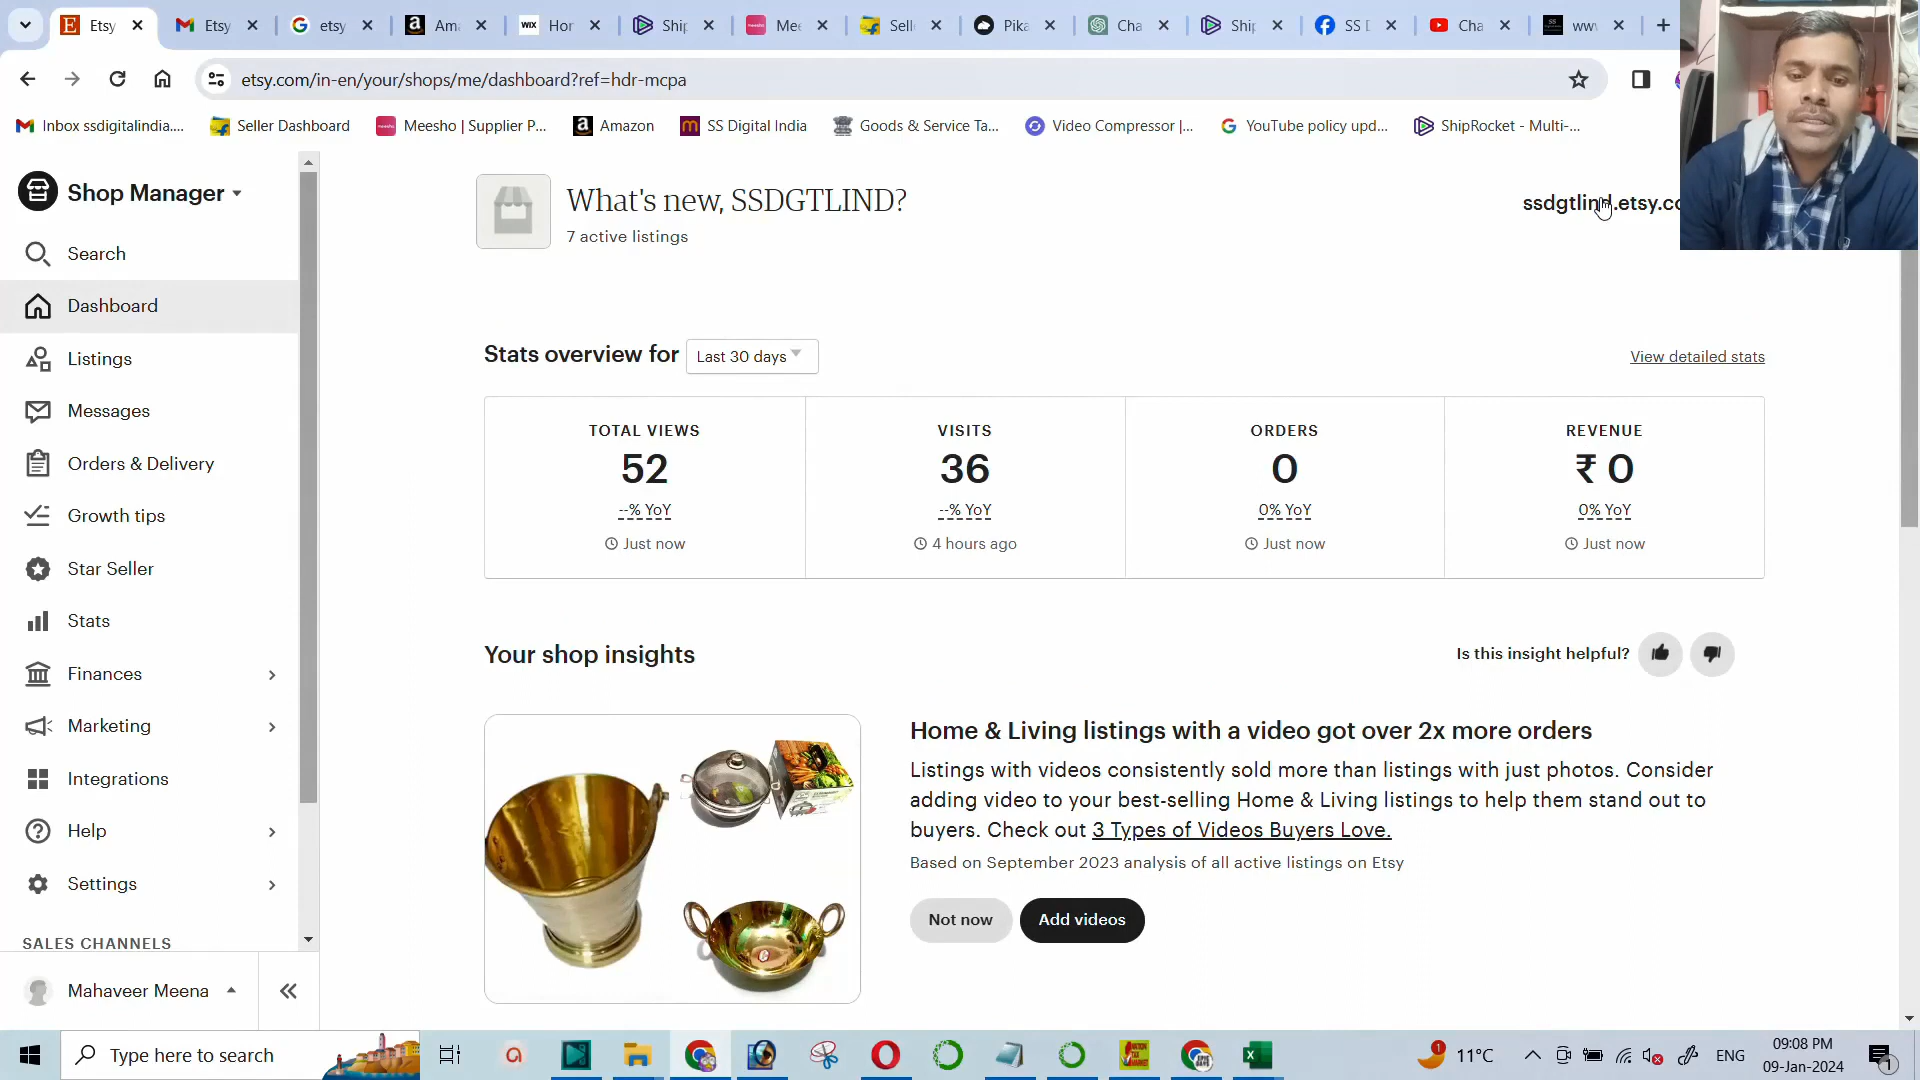 Etsy
Etsy
etsy
Am
Hor
Ship
Mee
Sell
Pika
Cha
Ship
SS D
Cha
www
etsy.com/in-en/your/shops/me/dashboard?ref=hdr-mcpa
Inbox ssdigitalindia....
Seller Dashboard
Meesho | Supplier P...
Amazon
SS Digital India
Goods & Service Ta...
Video Compressor |...
YouTube policy upd...
ShipRocket - Multi-...
Shop Manager
Search
Dashboard
Listings
Messages
Orders & Delivery
Growth tips
Star Seller
Stats
Finances
Marketing
Integrations
Help
Settings
SALES CHANNELS
Mahaveer Meena
What's new, SSDGTLIND?
7 active listings
ssdgtlind.etsy.co
Stats overview for
Last 30 days
View detailed stats
TOTAL VIEWS
52
--% YoY
Just now
VISITS
36
--% YoY
4 hours ago
ORDERS
0
0% YoY
Just now
REVENUE
₹ 0
0% YoY
Just now
Your shop insights
Is this insight helpful?
Home & Living listings with a video got over 2x more orders
Listings with videos consistently sold more than listings with just photos. Consider
adding video to your best-selling Home & Living listings to help them stand out to
buyers. Check out 3 Types of Videos Buyers Love.
Based on September 2023 analysis of all active listings on Etsy
Not now
Add videos
Type here to search
11°C
ENG
09:08 PM
09-Jan-2024